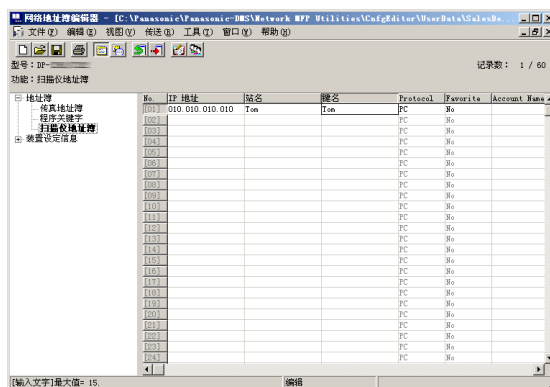 网络地址簿编辑器 - [C:\Panasonic\Panasonic-DMS\Network MFP Utilities\CnfgEditor\UserData\SalesDe...
文件(F) 编辑(E) 视图(V) 传送(R) 工具(T) 窗口(W) 帮助(H)
型号：DP-
记录数： 1 / 60
功能：扫描仪地址簿
地址簿
传真地址簿
程序关键字
扫描仪地址簿
装置设定信息
No. IP 地址 站名 键名 Protocol Favorite Account Name
[01] 010.010.010.010 Tom Tom PC No
[02] PC No
[03] PC No
[04] PC No
[05] PC No
[06] PC No
[07] PC No
[08] PC No
[09] PC No
[10] PC No
[11] PC No
[12] PC No
[13] PC No
[14] PC No
[15] PC No
[16] PC No
[17] PC No
[18] PC No
[19] PC No
[20] PC No
[21] PC No
[22] PC No
[23] PC No
[24] PC No
[输入文字]最大值= 15. 编辑